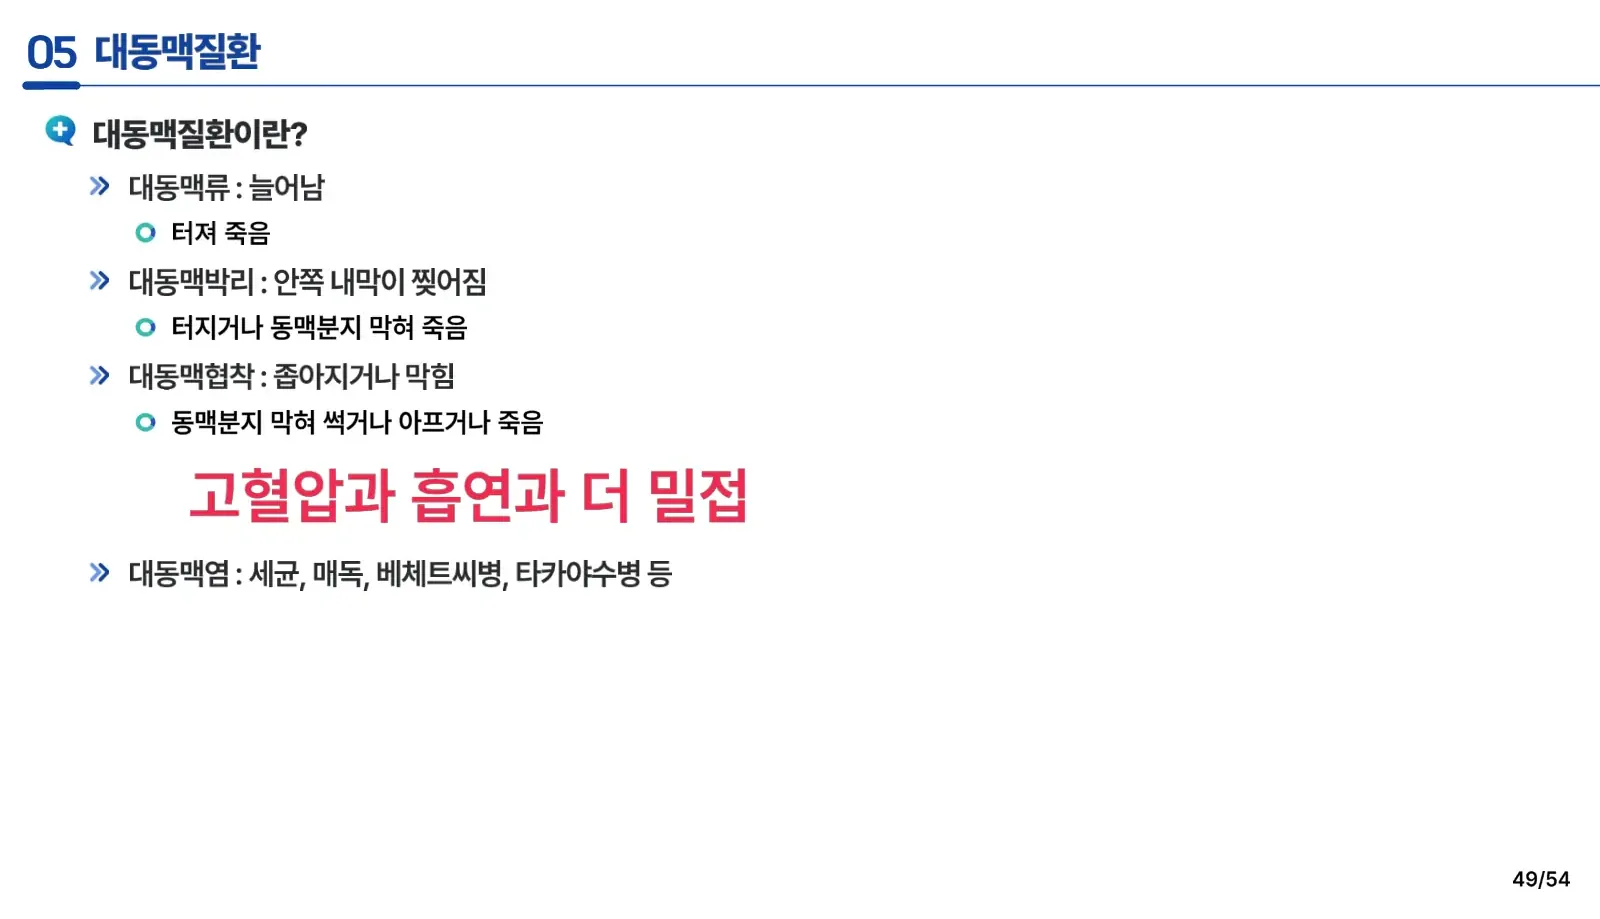 05 대동맥질환
대동맥질환이란?
대동맥류 : 늘어남
터져 죽음
대동맥박리 : 안쪽 내막이 찢어짐
터지거나 동맥분지 막혀 죽음
대동맥협착 : 좁아지거나 막힘
동맥분지 막혀 썩거나 아프거나 죽음
고혈압과 흡연과 더 밀접
대동맥염 : 세균, 매독, 베체트씨병, 타카야수병 등
49/54